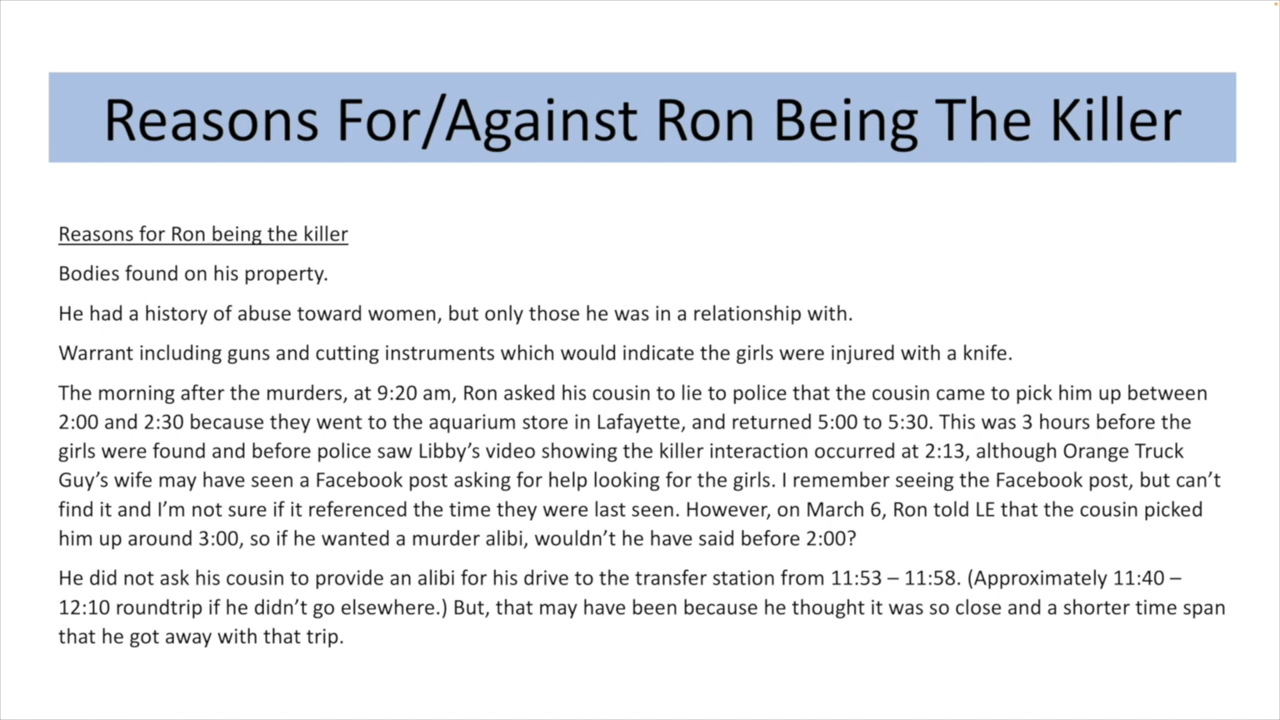 Reasons For/Against Ron Being The Killer
Reasons for Ron being the killer
Bodies found on his property.
He had a history of abuse toward women, but only those he was in a relationship with.
Warrant including guns and cutting instruments which would indicate the girls were injured with a knife.
The morning after the murders, at 9:20 am, Ron asked his cousin to lie to police that the cousin came to pick him up between
2:00 and 2:30 because they went to the aquarium store in Lafayette, and returned 5:00 to 5:30. This was 3 hours before the
girls were found and before police saw Libby’s video showing the killer interaction occurred at 2:13, although Orange Truck
Guy’s wife may have seen a Facebook post asking for help looking for the girls. I remember seeing the Facebook post, but can’t
find it and I’m not sure if it referenced the time they were last seen. However, on March 6, Ron told LE that the cousin picked
him up around 3:00, so if he wanted a murder alibi, wouldn’t he have said before 2:00?
He did not ask his cousin to provide an alibi for his drive to the transfer station from 11:53 – 11:58. (Approximately 11:40 –
12:10 roundtrip if he didn’t go elsewhere.) But, that may have been because he thought it was so close and a shorter time span
that he got away with that trip.